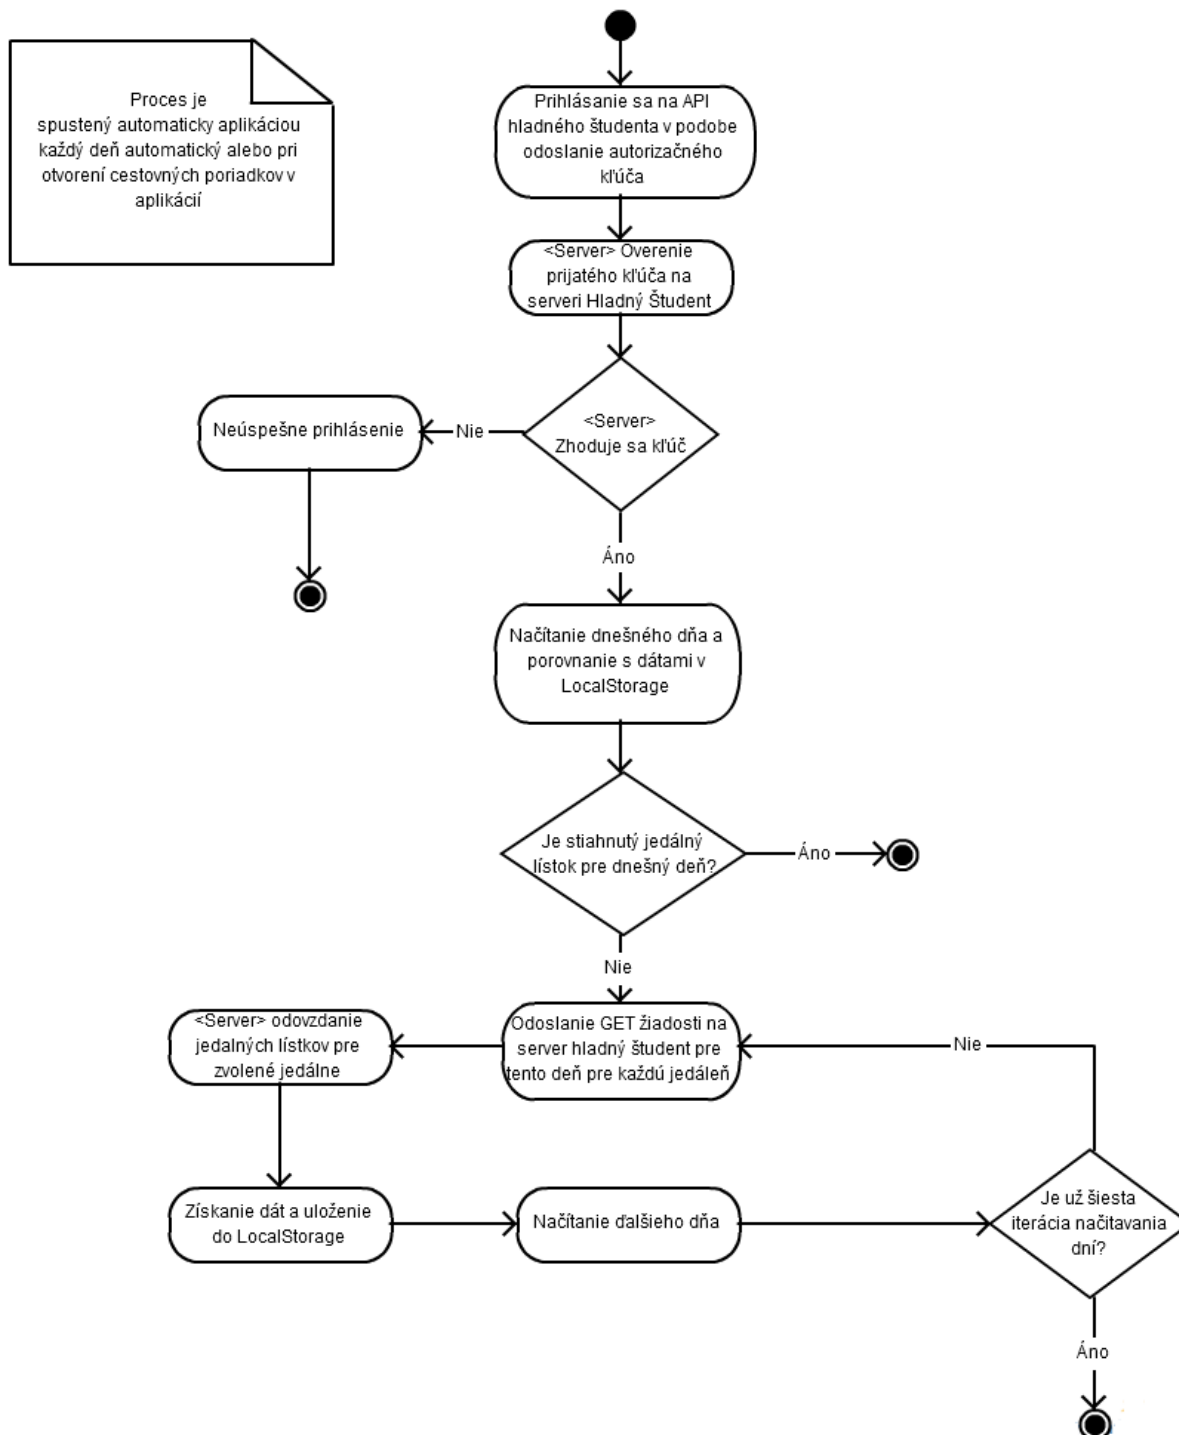 Proces je
spustený automaticky aplikáciou
každý deň automatický alebo pri
otvorení cestovných poriadkov v
aplikácií
Prihlásanie sa na API
hladného študenta v podobe
odoslanie autorizačného
kľúča
<Server> Overenie
prijatého kľúča na
serveri Hladný Študent
<Server>
Zhoduje sa kľúč
Nie
Neúspešne prihlásenie
Áno
Načítanie dnešného dňa a
porovnanie s dátami v
LocalStorage
Je stiahnutý jedálný
lístok pre dnešný deň?
Áno
Nie
Odoslanie GET žiadosti na
server hladný študent pre
tento deň pre každú jedáleň
<Server> odovzdanie
jedalných lístkov pre
zvolené jedálne
Nie
Získanie dát a uloženie
do LocalStorage
Načítanie ďalšieho dňa
Je už šiesta
iterácia načitavania
dní?
Áno